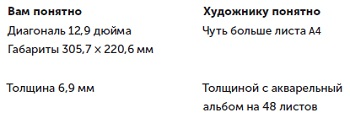 Вам понятно
Художнику понятно
Диагональ 12,9 дюйма
Габариты 305,7 × 220,6 мм
Чуть больше листа А4
Толщина 6,9 мм
Толщиной с акварельный
альбом на 48 листов